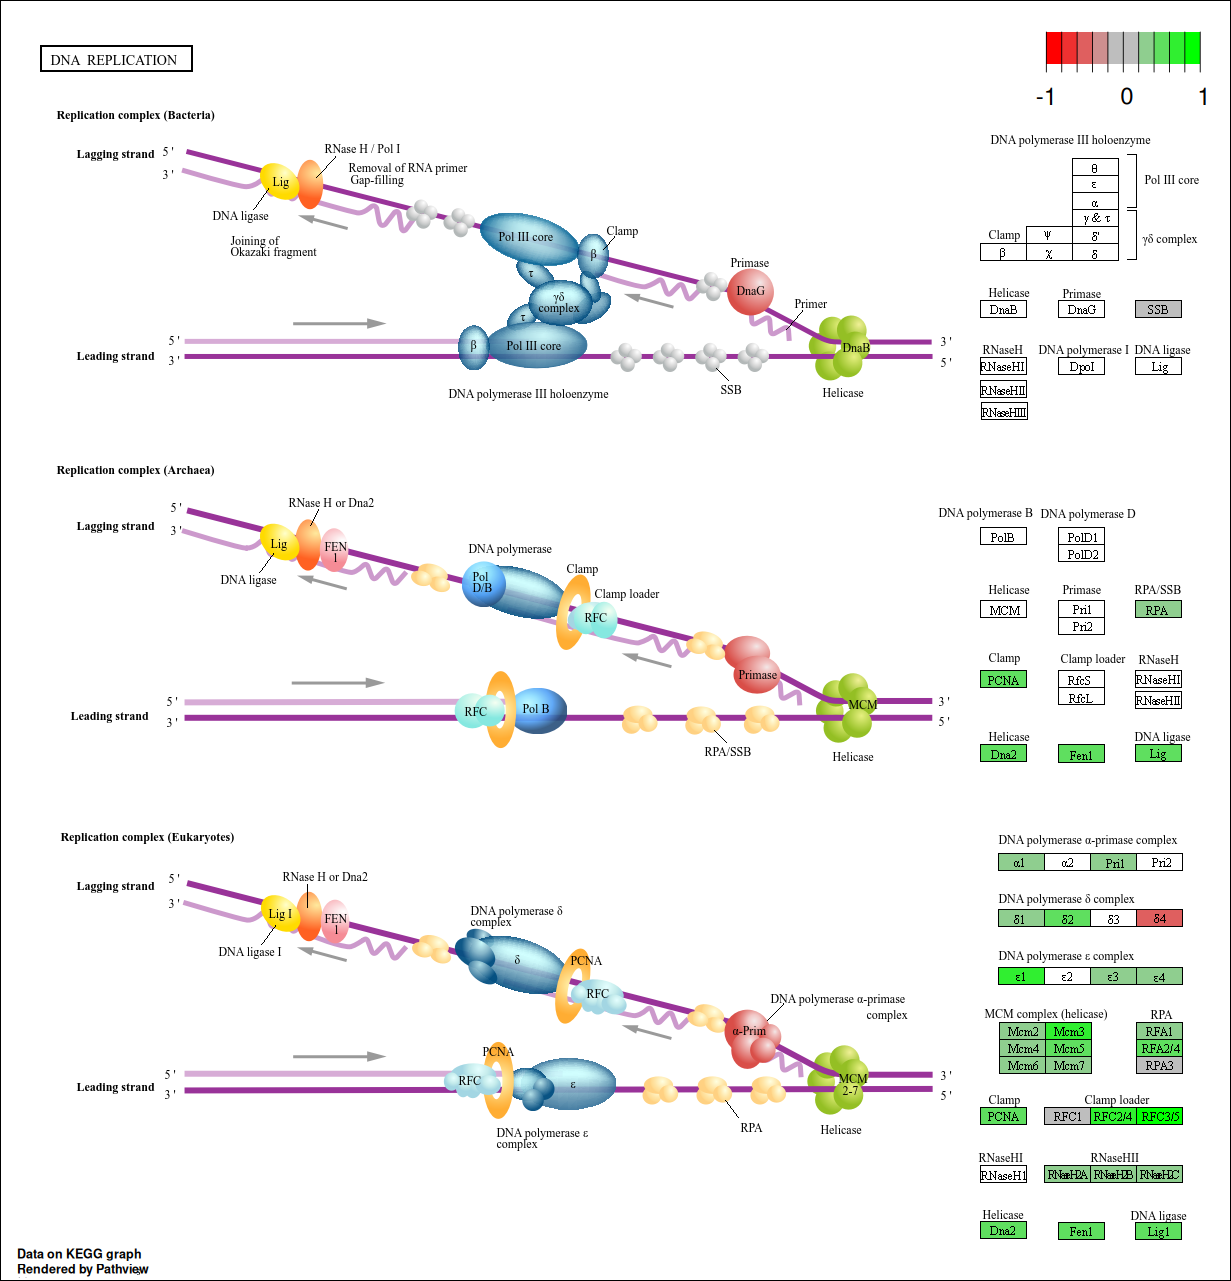 DNA REPLICATION
-1 0 1
Replication complex (Bacteria)
Lagging strand 5 '
3 '
RNase H / Pol I
Removal of RNA primer
Gap-filling
Lig
DNA ligase
Joining of
Okazaki fragment
Pol III core
Clamp
β
τ
γδ
complex
τ
Primase
DnaG
Primer
5 '
Leading strand 3 '
β
Pol III core
DnaB
3 '
5 '
SSB
Helicase
DNA polymerase III holoenzyme
DNA polymerase III holoenzyme
θ
ε
α
Pol III core
γ & τ
Clamp ψ δ'
β χ δ
γδ complex
Helicase Primase
DnaB DnaG SSB
RNaseH DNA polymerase I DNA ligase
RNaseHI DpoI Lig
RNaseHII
RNaseHIII
Replication complex (Archaea)
Lagging strand 5 '
3 '
RNase H or Dna2
Lig
FEN
1
DNA ligase
DNA polymerase
Pol
D/B
Clamp
Clamp loader
RFC
Primase
5 '
Leading strand 3 '
RFC
Pol B
MCM
3 '
5 '
RPA/SSB
Helicase
DNA polymerase B DNA polymerase D
PolB PolD1
PolD2
Helicase Primase RPA/SSB
MCM Pri1 RPA
Pri2
Clamp Clamp loader RNaseH
PCNA RfcS RNaseHI
RfcL RNaseHII
Helicase DNA ligase
Dna2 Fen1 Lig
Replication complex (Eukaryotes)
Lagging strand 5 '
3 '
RNase H or Dna2
Lig I
FEN
1
DNA ligase I
DNA polymerase δ
complex
δ
PCNA
RFC
DNA polymerase α-primase
complex
α-Prim
5 '
Leading strand 3 '
PCNA
RFC
ε
MCM
2-7
3 '
5 '
RPA
Helicase
DNA polymerase ε
complex
DNA polymerase α-primase complex
α1 α2 Pri1 Pri2
DNA polymerase δ complex
δ1 δ2 δ3 δ4
DNA polymerase ε complex
ε1 ε2 ε3 ε4
MCM complex (helicase) RPA
Mcm2 Mcm3 RFA1
Mcm4 Mcm5 RFA2/4
Mcm6 Mcm7 RPA3
Clamp Clamp loader
PCNA RFC1 RFC2/4 RFC3/5
RNaseHI RNaseHII
RNaseH1 RNaseH2A RNaseH2B RNaseH2C
Helicase DNA ligase
Dna2 Fen1 Lig1
Data on KEGG graph
Rendered by Pathview